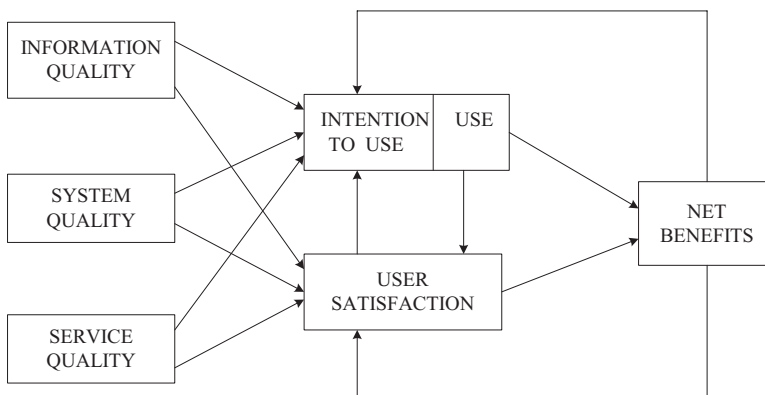 INFORMATION
QUALITY
SYSTEM
QUALITY
SERVICE
QUALITY
INTENTION
TO USE
USE
USER
SATISFACTION
NET
BENEFITS